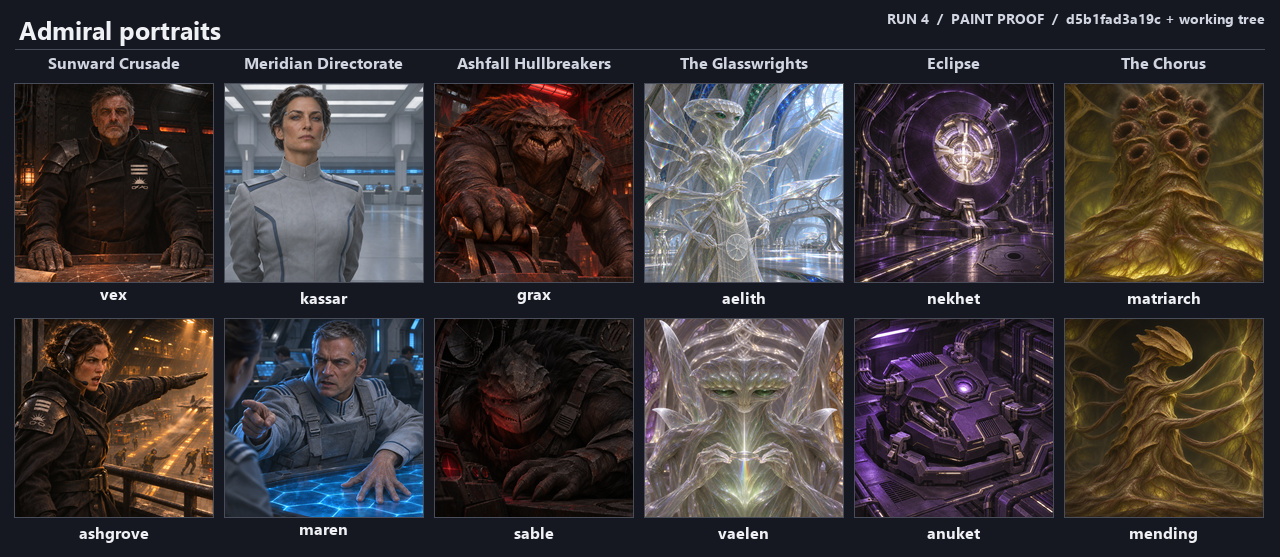 Admiral portraits
RUN 4 / PAINT PROOF / d5b1fad3a19c + working tree
Sunward Crusade
Meridian Directorate
Ashfall Hullbreakers
The Glasswrights
Eclipse
The Chorus
vex
kassar
grax
aelith
nekhet
matriarch
ashgrove
maren
sable
vaelen
anuket
mending